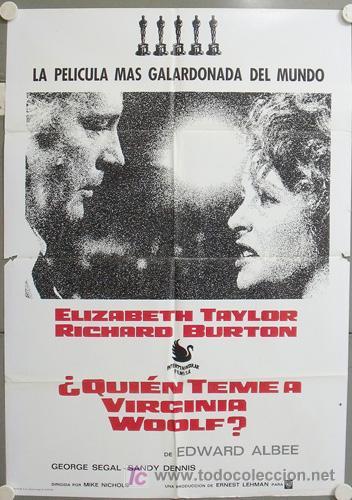 LA PELICULA MAS GALARDONADA DEL MUNDO
ELIZABETH TAYLOR
RICHARD BURTON
¿QUIÉN TEME A
VIRGINIA
WOOLF?
DE EDWARD ALBEE
GEORGE SEGAL - SANDY DENNIS
DIRIGIDA POR MIKE NICHOLS
UNA PRODUCCION DE ERNEST LEHMAN PARA
www.todocoleccion.net